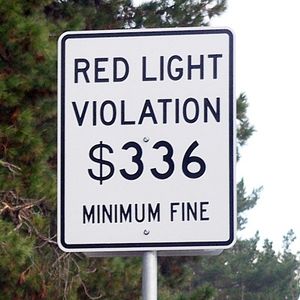 RED LIGHT
VIOLATION
$336
MINIMUM FINE